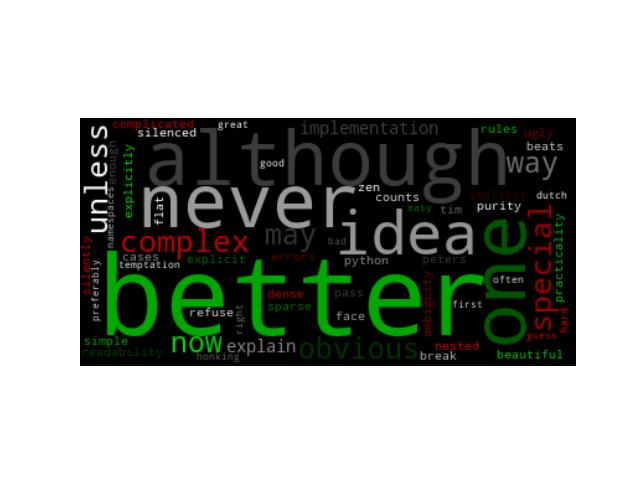 complicated
great
silenced
implementation
rules
ugly
beats
although
unless
enough
explicitly
good
way
zen
counts
implicit
dutch
never
flat
easy
tim
purity
namespaces
idea
may
bad
complex
one
special
practicality
silently
preferably
cases
temptation
explicit
errors
python
peters
better
often
dense
pass
sparse
ambiguity
first
refuse
right
face
hard
simple
now
explain
obvious
nested
guess
readability
honking
break
beautiful